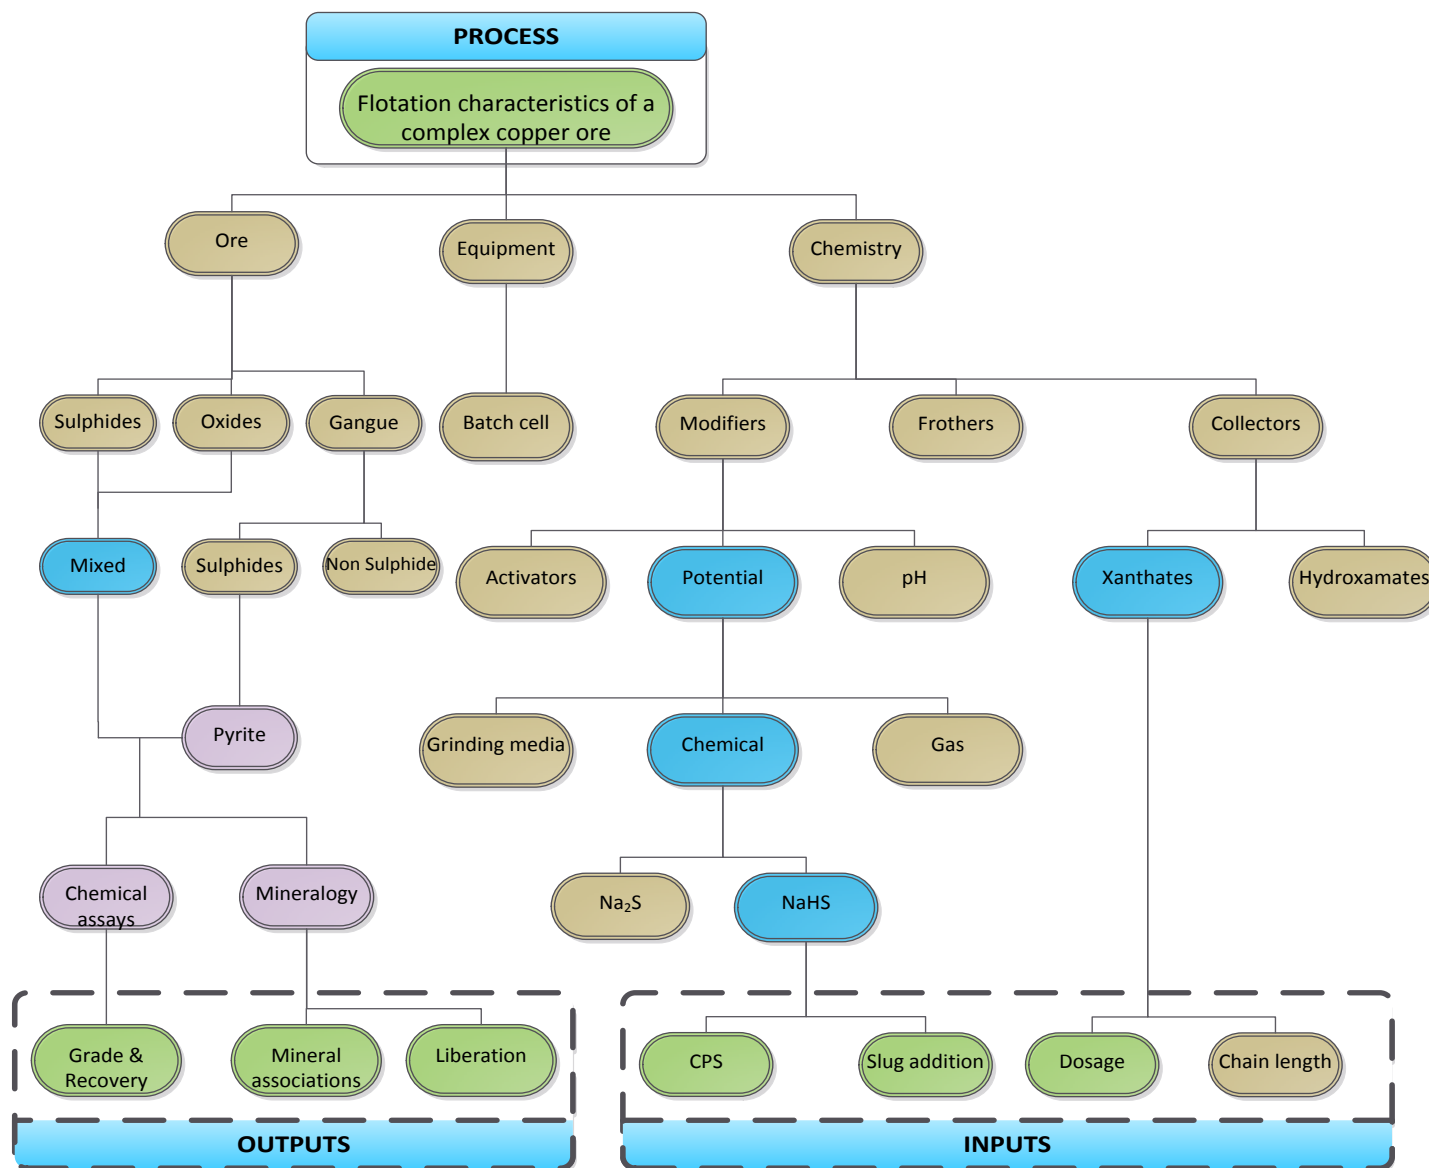 PROCESS
Flotation characteristics of a
complex copper ore
Ore
Equipment
Chemistry
Sulphides
Oxides
Gangue
Batch cell
Modifiers
Frothers
Collectors
Mixed
Sulphides
Non Sulphide
Activators
Potential
pH
Xanthates
Hydroxamates
Pyrite
Grinding media
Chemical
Gas
Chemical
assays
Mineralogy
Na₂S
NaHS
Grade &
Recovery
Mineral
associations
Liberation
CPS
Slug addition
Dosage
Chain length
OUTPUTS
INPUTS